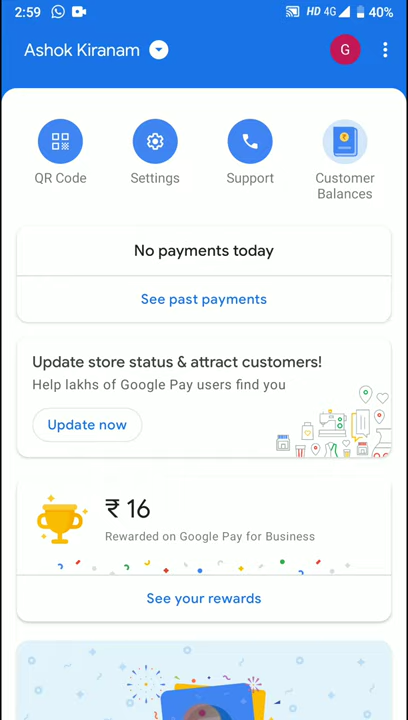 2:59 HD 4G 40%
Ashok Kiranam G
QR Code Settings Support Customer
Balances
No payments today
See past payments
Update store status & attract customers!
Help lakhs of Google Pay users find you
Update now
₹ 16
Rewarded on Google Pay for Business
See your rewards